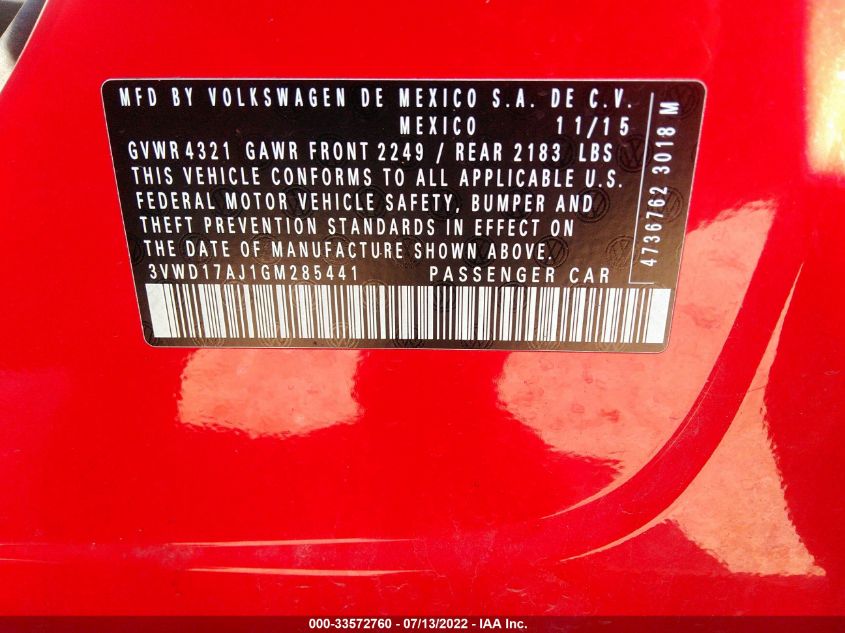 MFD BY VOLKSWAGEN DE MEXICO S.A. DE C.V.
MEXICO 11/15
GVWR 4321 GAWR FRONT 2249 / REAR 2183 LBS
THIS VEHICLE CONFORMS TO ALL APPLICABLE U.S.
FEDERAL MOTOR VEHICLE SAFETY, BUMPER AND
THEFT PREVENTION STANDARDS IN EFFECT ON
THE DATE OF MANUFACTURE SHOWN ABOVE.
3VWD17AJ1GM285441 PASSENGER CAR
4736762 3018 M
000-33572760 - 07/13/2022 - IAA Inc.